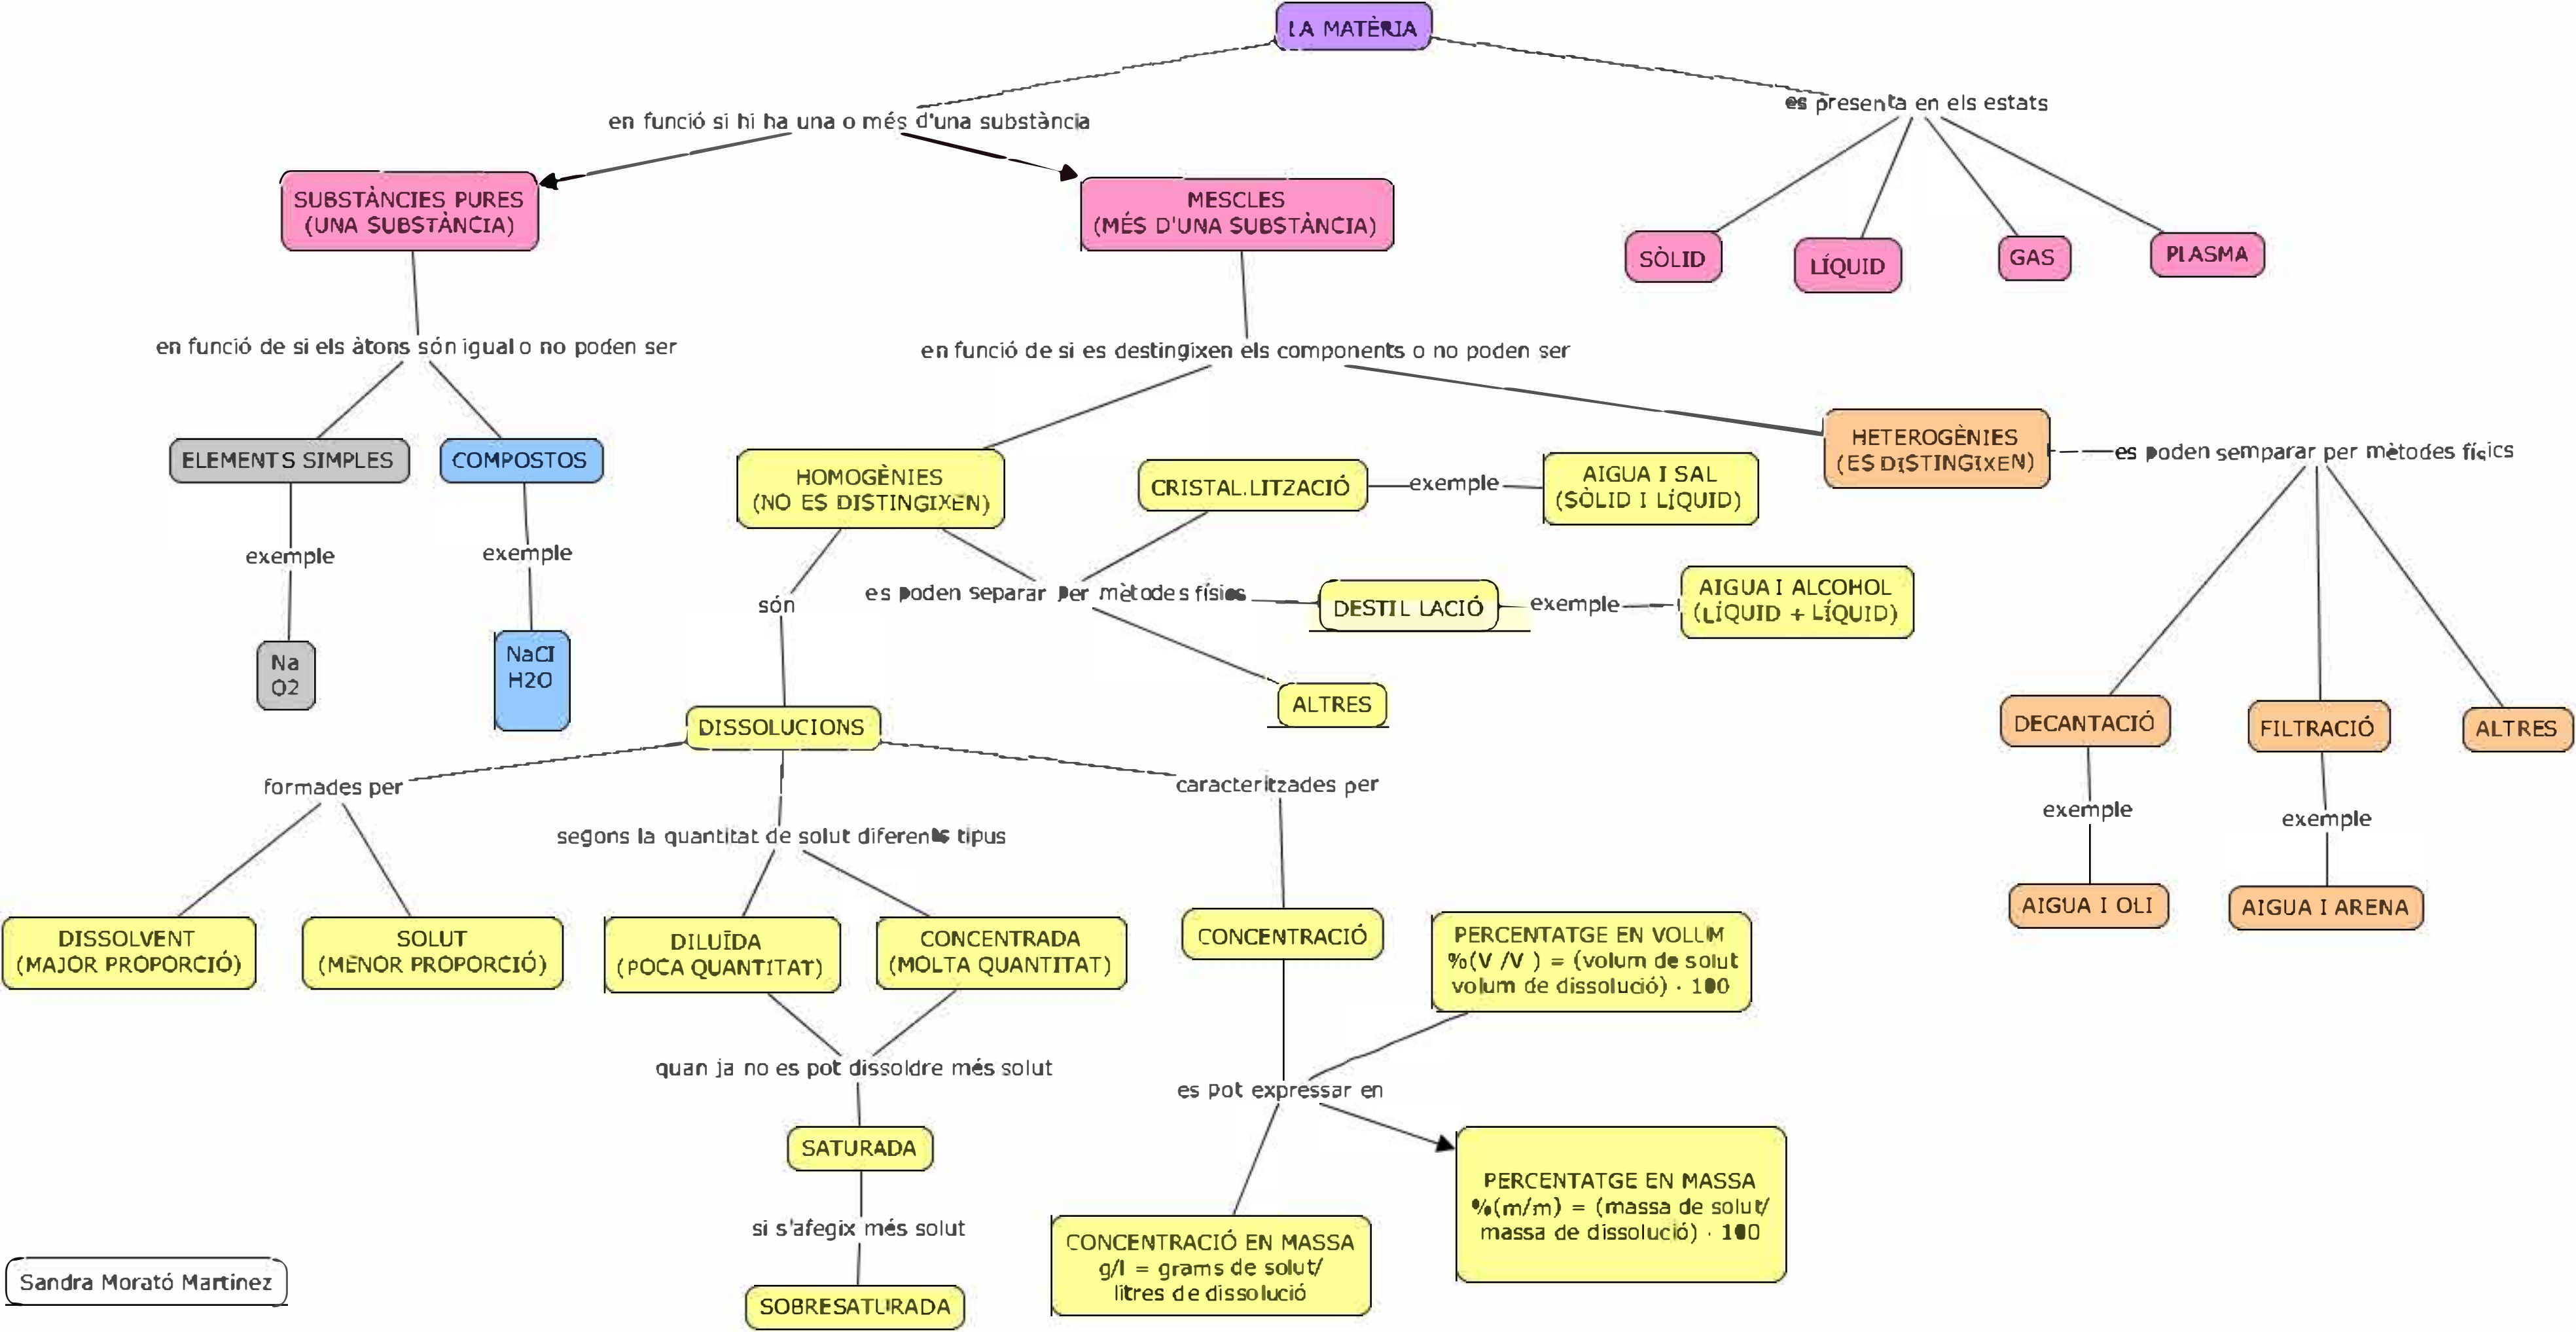 LA MATÈRIA
en funció si hi ha una o més d'una substància
es presenta en els estats
SUBSTÀNCIES PURES
(UNA SUBSTÀNCIA)
MESCLES
(MÉS D'UNA SUBSTÀNCIA)
SÒLID
LÍQUID
GAS
PLASMA
en funció de si els àtons són igual o no poden ser
en funció de si es destingixen els components o no poden ser
ELEMENTS SIMPLES
COMPOSTOS
HOMOGÈNIES
(NO ES DISTINGIXEN)
CRISTAL.LITZACIÓ
exemple
AIGUA I SAL
(SÒLID I LÍQUID)
HETEROGÈNIES
(ES DISTINGIXEN)
es poden semparar per mètodes físics
exemple
exemple
són
es poden separar per mètodes físics
DESTIL LACIÓ
exemple
AIGUA I ALCOHOL
(LÍQUID + LÍQUID)
Na
O2
NaCl
H2O
ALTRES
DISSOLUCIONS
DECANTACIÓ
FILTRACIÓ
ALTRES
formades per
segons la quantitat de solut diferents tipus
caracteritzades per
exemple
exemple
DISSOLVENT
(MAJOR PROPORCIÓ)
SOLUT
(MENOR PROPORCIÓ)
DILUÏDA
(POCA QUANTITAT)
CONCENTRADA
(MOLTA QUANTITAT)
CONCENTRACIÓ
PERCENTATGE EN VOLUM
%(V /V ) = (volum de solut
volum de dissolució) · 100
AIGUA I OLI
AIGUA I ARENA
quan ja no es pot dissoldre més solut
es pot expressar en
SATURADA
PERCENTATGE EN MASSA
%(m/m) = (massa de solut/
massa de dissolució) · 100
si s'afegix més solut
CONCENTRACIÓ EN MASSA
g/l = grams de solut/
litres de dissolució
SOBRESATURADA
Sandra Morató Martinez